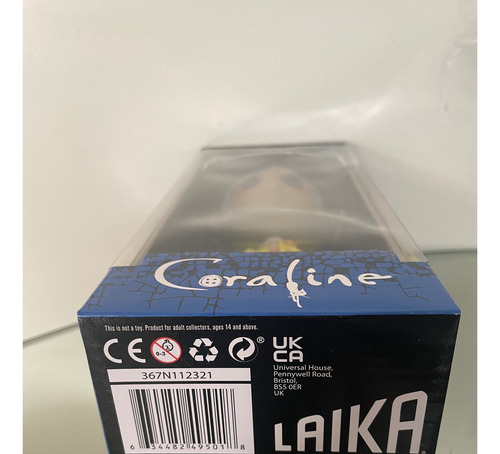 Coraline
This is not a toy. Product for adult collectors, ages 14 and above.
CE 0-3 ® UK
CA
Universal House,
Pennywell Road,
Bristol,
BS5 0ER
UK
367N112321
6 34482 49501 8
LAIKA